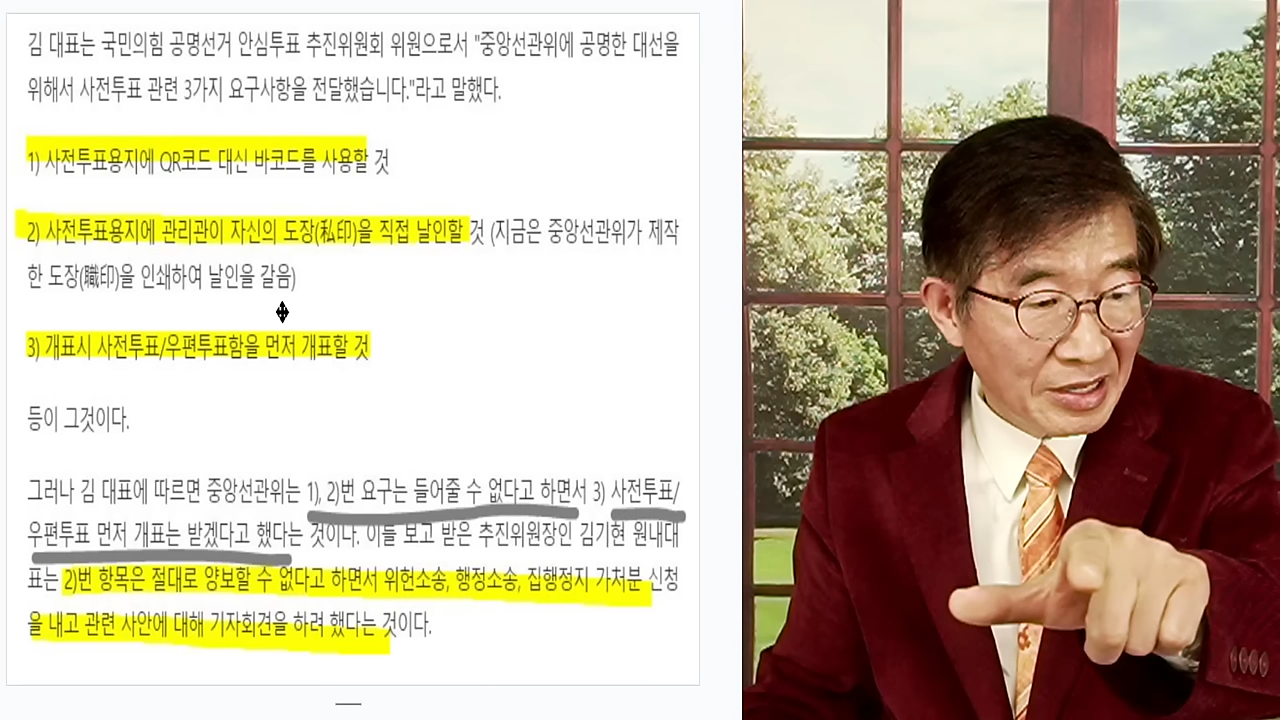 김 대표는 국민의힘 공명선거 안심투표 추진위원회 위원으로서 "중앙선관위에 공명한 대선을
위해서 사전투표 관련 3가지 요구사항을 전달했습니다."라고 말했다.
1) 사전투표용지에 QR코드 대신 바코드를 사용할 것
2) 사전투표용지에 관리관이 자신의 도장(私印)을 직접 날인할 것 (지금은 중앙선관위가 제작
한 도장(職印)을 인쇄하여 날인을 갈음)
3) 개표시 사전투표/우편투표함을 먼저 개표할 것
등이 그것이다.
그러나 김 대표에 따르면 중앙선관위는 1), 2)번 요구는 들어줄 수 없다고 하면서 3) 사전투표/
우편투표 먼저 개표는 받겠다고 했다는 것이다. 이를 보고 받은 추진위원장인 김기현 원내대
표는 2)번 항목은 절대로 양보할 수 없다고 하면서 위헌소송, 행정소송, 집행정지 가처분 신청
을 내고 관련 사안에 대해 기자회견을 하려 했다는 것이다.